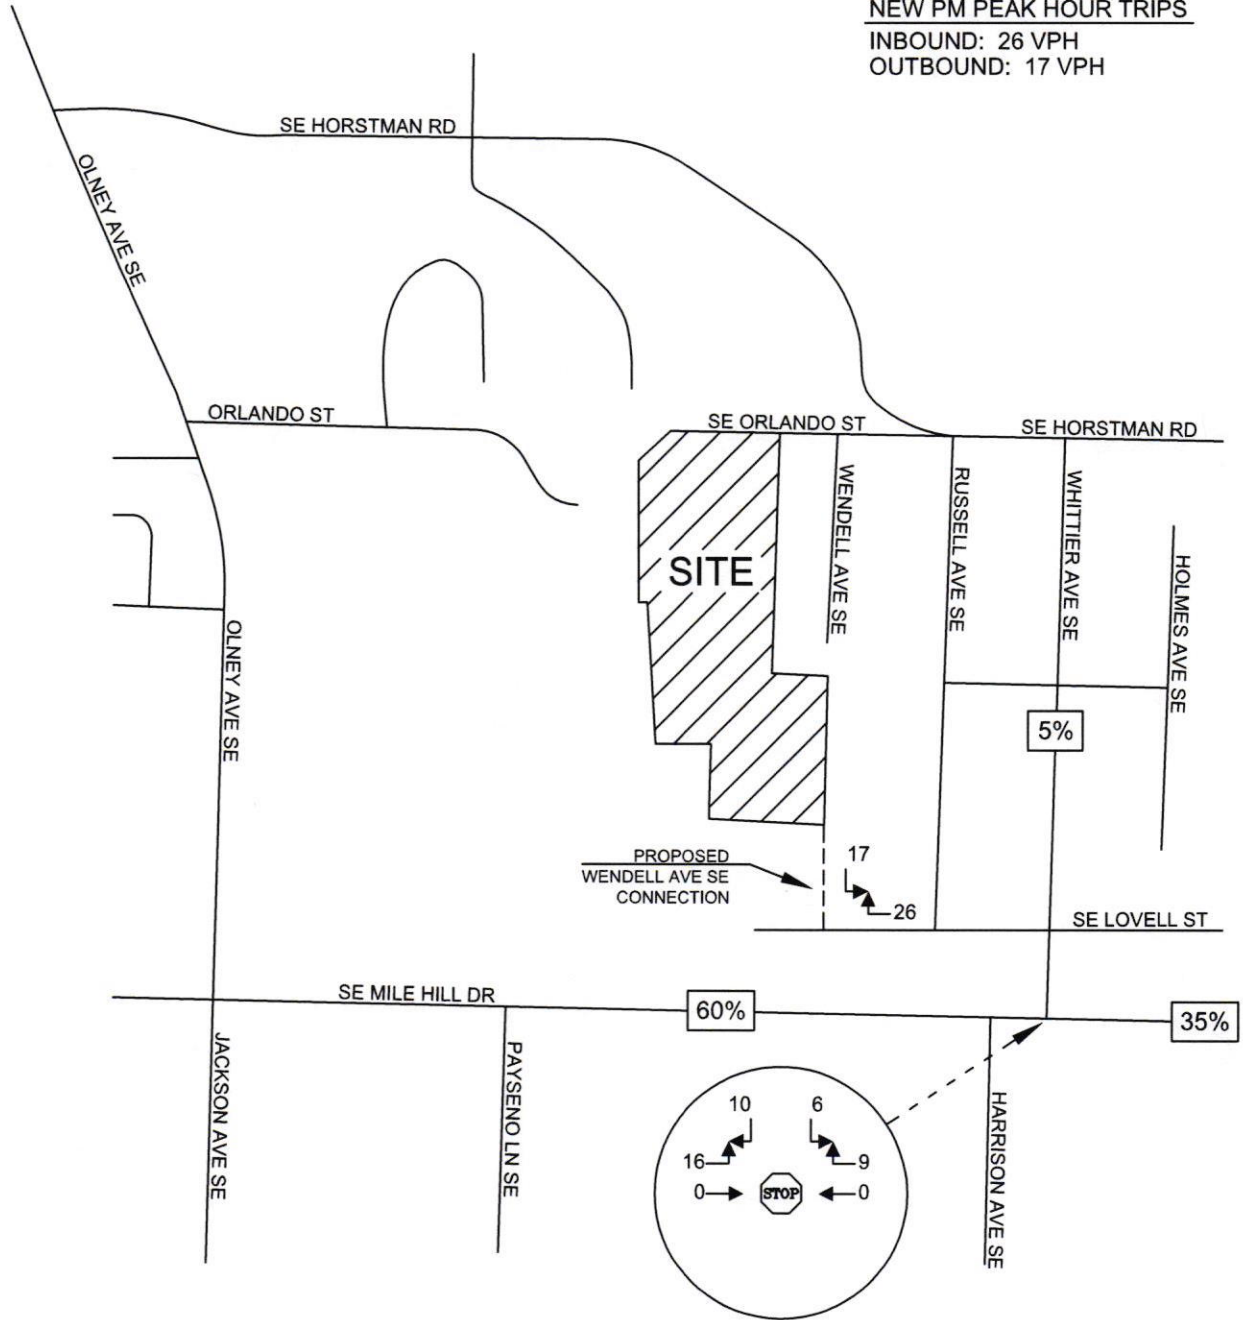 NEW PM PEAK HOUR TRIPS
INBOUND: 26 VPH
OUTBOUND: 17 VPH
SE HORSTMAN RD
OLNEY AVE SE
ORLANDO ST
SE ORLANDO ST
SE HORSTMAN RD
WENDELL AVE SE
RUSSELL AVE SE
WHITTIER AVE SE
HOLMES AVE SE
SITE
OLNEY AVE SE
5%
PROPOSED
WENDELL AVE SE
CONNECTION
17
26
SE LOVELL ST
SE MILE HILL DR
60%
35%
JACKSON AVE SE
PAYSENO LN SE
HARRISON AVE SE
10
6
16
9
0
STOP
0